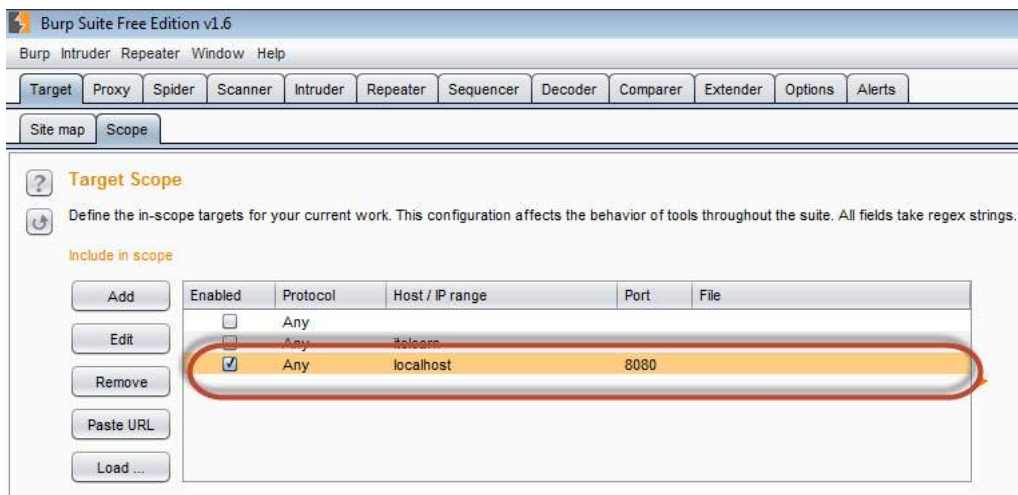 Burp Suite Free Edition v1.6
Burp Intruder Repeater Window Help
Target Proxy Spider Scanner Intruder Repeater Sequencer Decoder Comparer Extender Options Alerts
Site map Scope
? Target Scope
Define the in-scope targets for your current work. This configuration affects the behavior of tools throughout the suite. All fields take regex strings.
Include in scope
Add Enabled Protocol Host / IP range Port File
Any
Edit Any
Any localhost 8080
Remove
Paste URL
Load ...